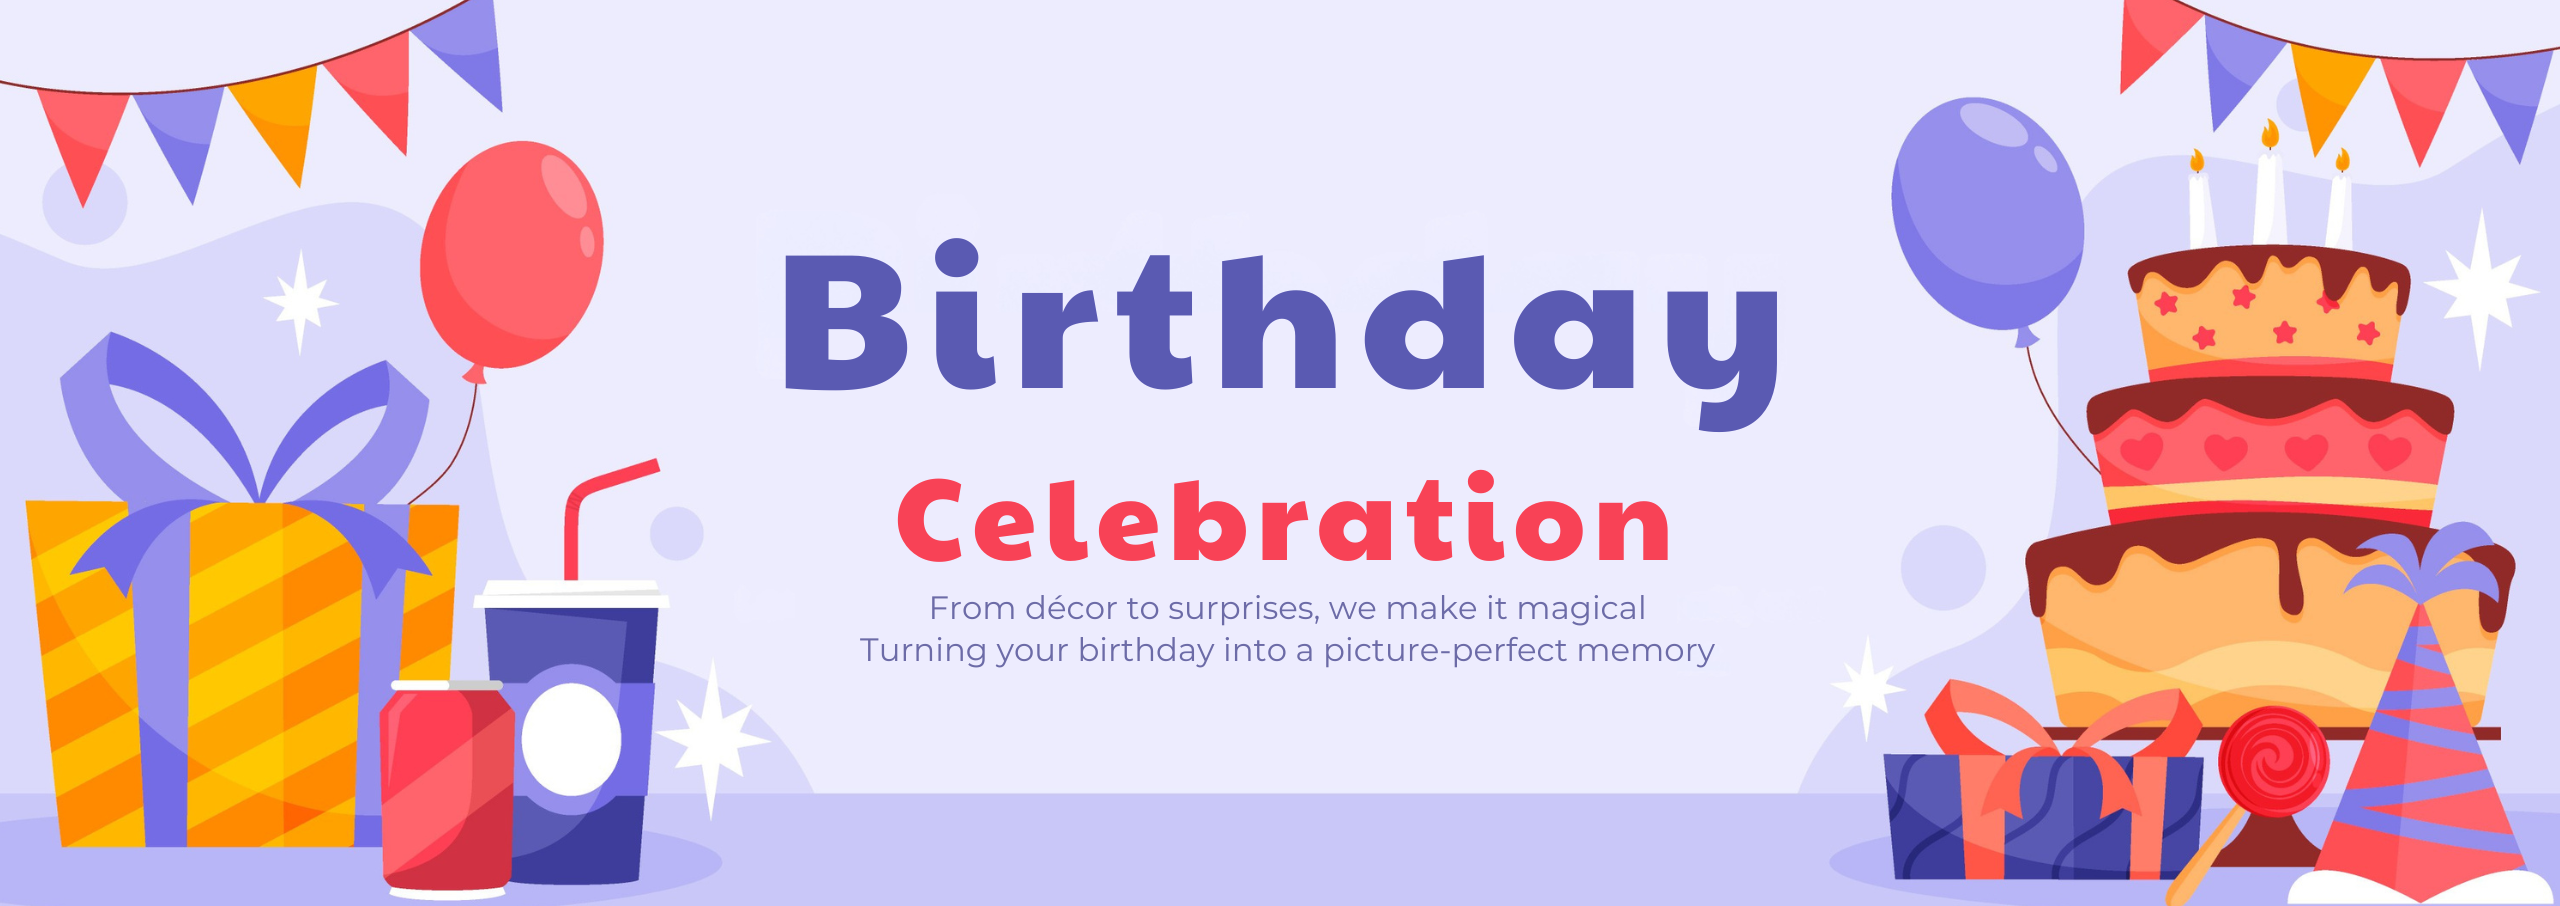 Birthday
Celebration
From décor to surprises, we make it magical
Turning your birthday into a picture-perfect memory